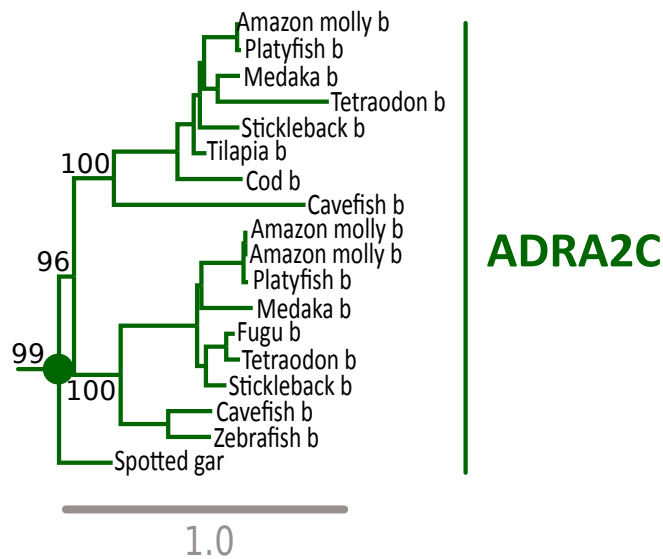 Amazon molly b
Platyfish b
Medaka b
Tetraodon b
Stickleback b
Tilapia b
100
Cod b
Cavefish b
Amazon molly b
ADRA2C
Amazon molly b
96
Platyfish b
Medaka b
Fugu b
99
Tetraodon b
100
Stickleback b
Cavefish b
Zebrafish b
Spotted gar
1.0